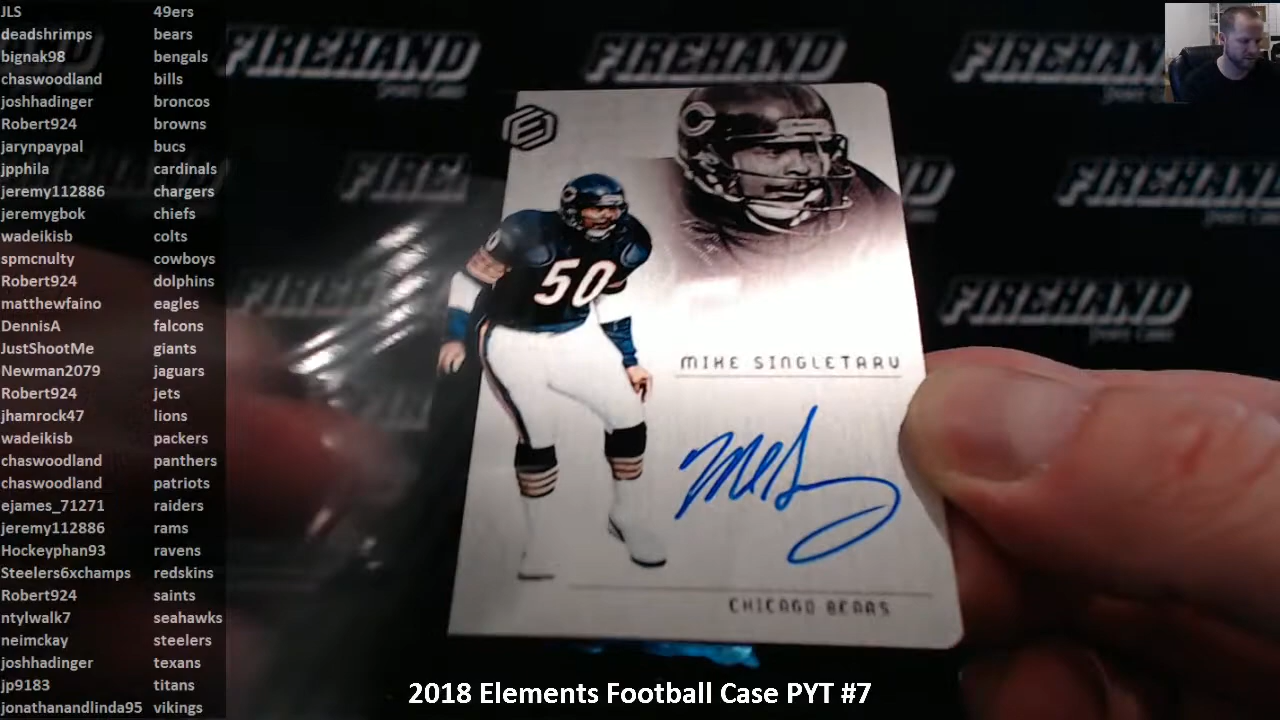 JLS 49ers
deadshrimps bears
bignak98 bengals
chaswoodland bills
joshhadinger broncos
Robert924 browns
jarynpaypal bucs
jpphila cardinals
jeremy112886 chargers
jeremygbok chiefs
wadeikisb colts
spmcnulty cowboys
Robert924 dolphins
matthewfaino eagles
DennisA falcons
JustShootMe giants
Newman2079 jaguars
Robert924 jets
jhamrock47 lions
wadeikisb packers
chaswoodland panthers
chaswoodland patriots
ejames_71271 raiders
jeremy112886 rams
Hockeyphan93 ravens
Steelers6xchamps redskins
Robert924 saints
ntylwalk7 seahawks
neimckay steelers
joshhadinger texans
jp9183 titans
jonathanandlinda95 vikings
FIREHAND
FIREHAND
FIREHAND
FIREHAND
FIREHAND
C
50
MIKE SINGLETARY
CHICAGO BEARS
2018 Elements Football Case PYT #7